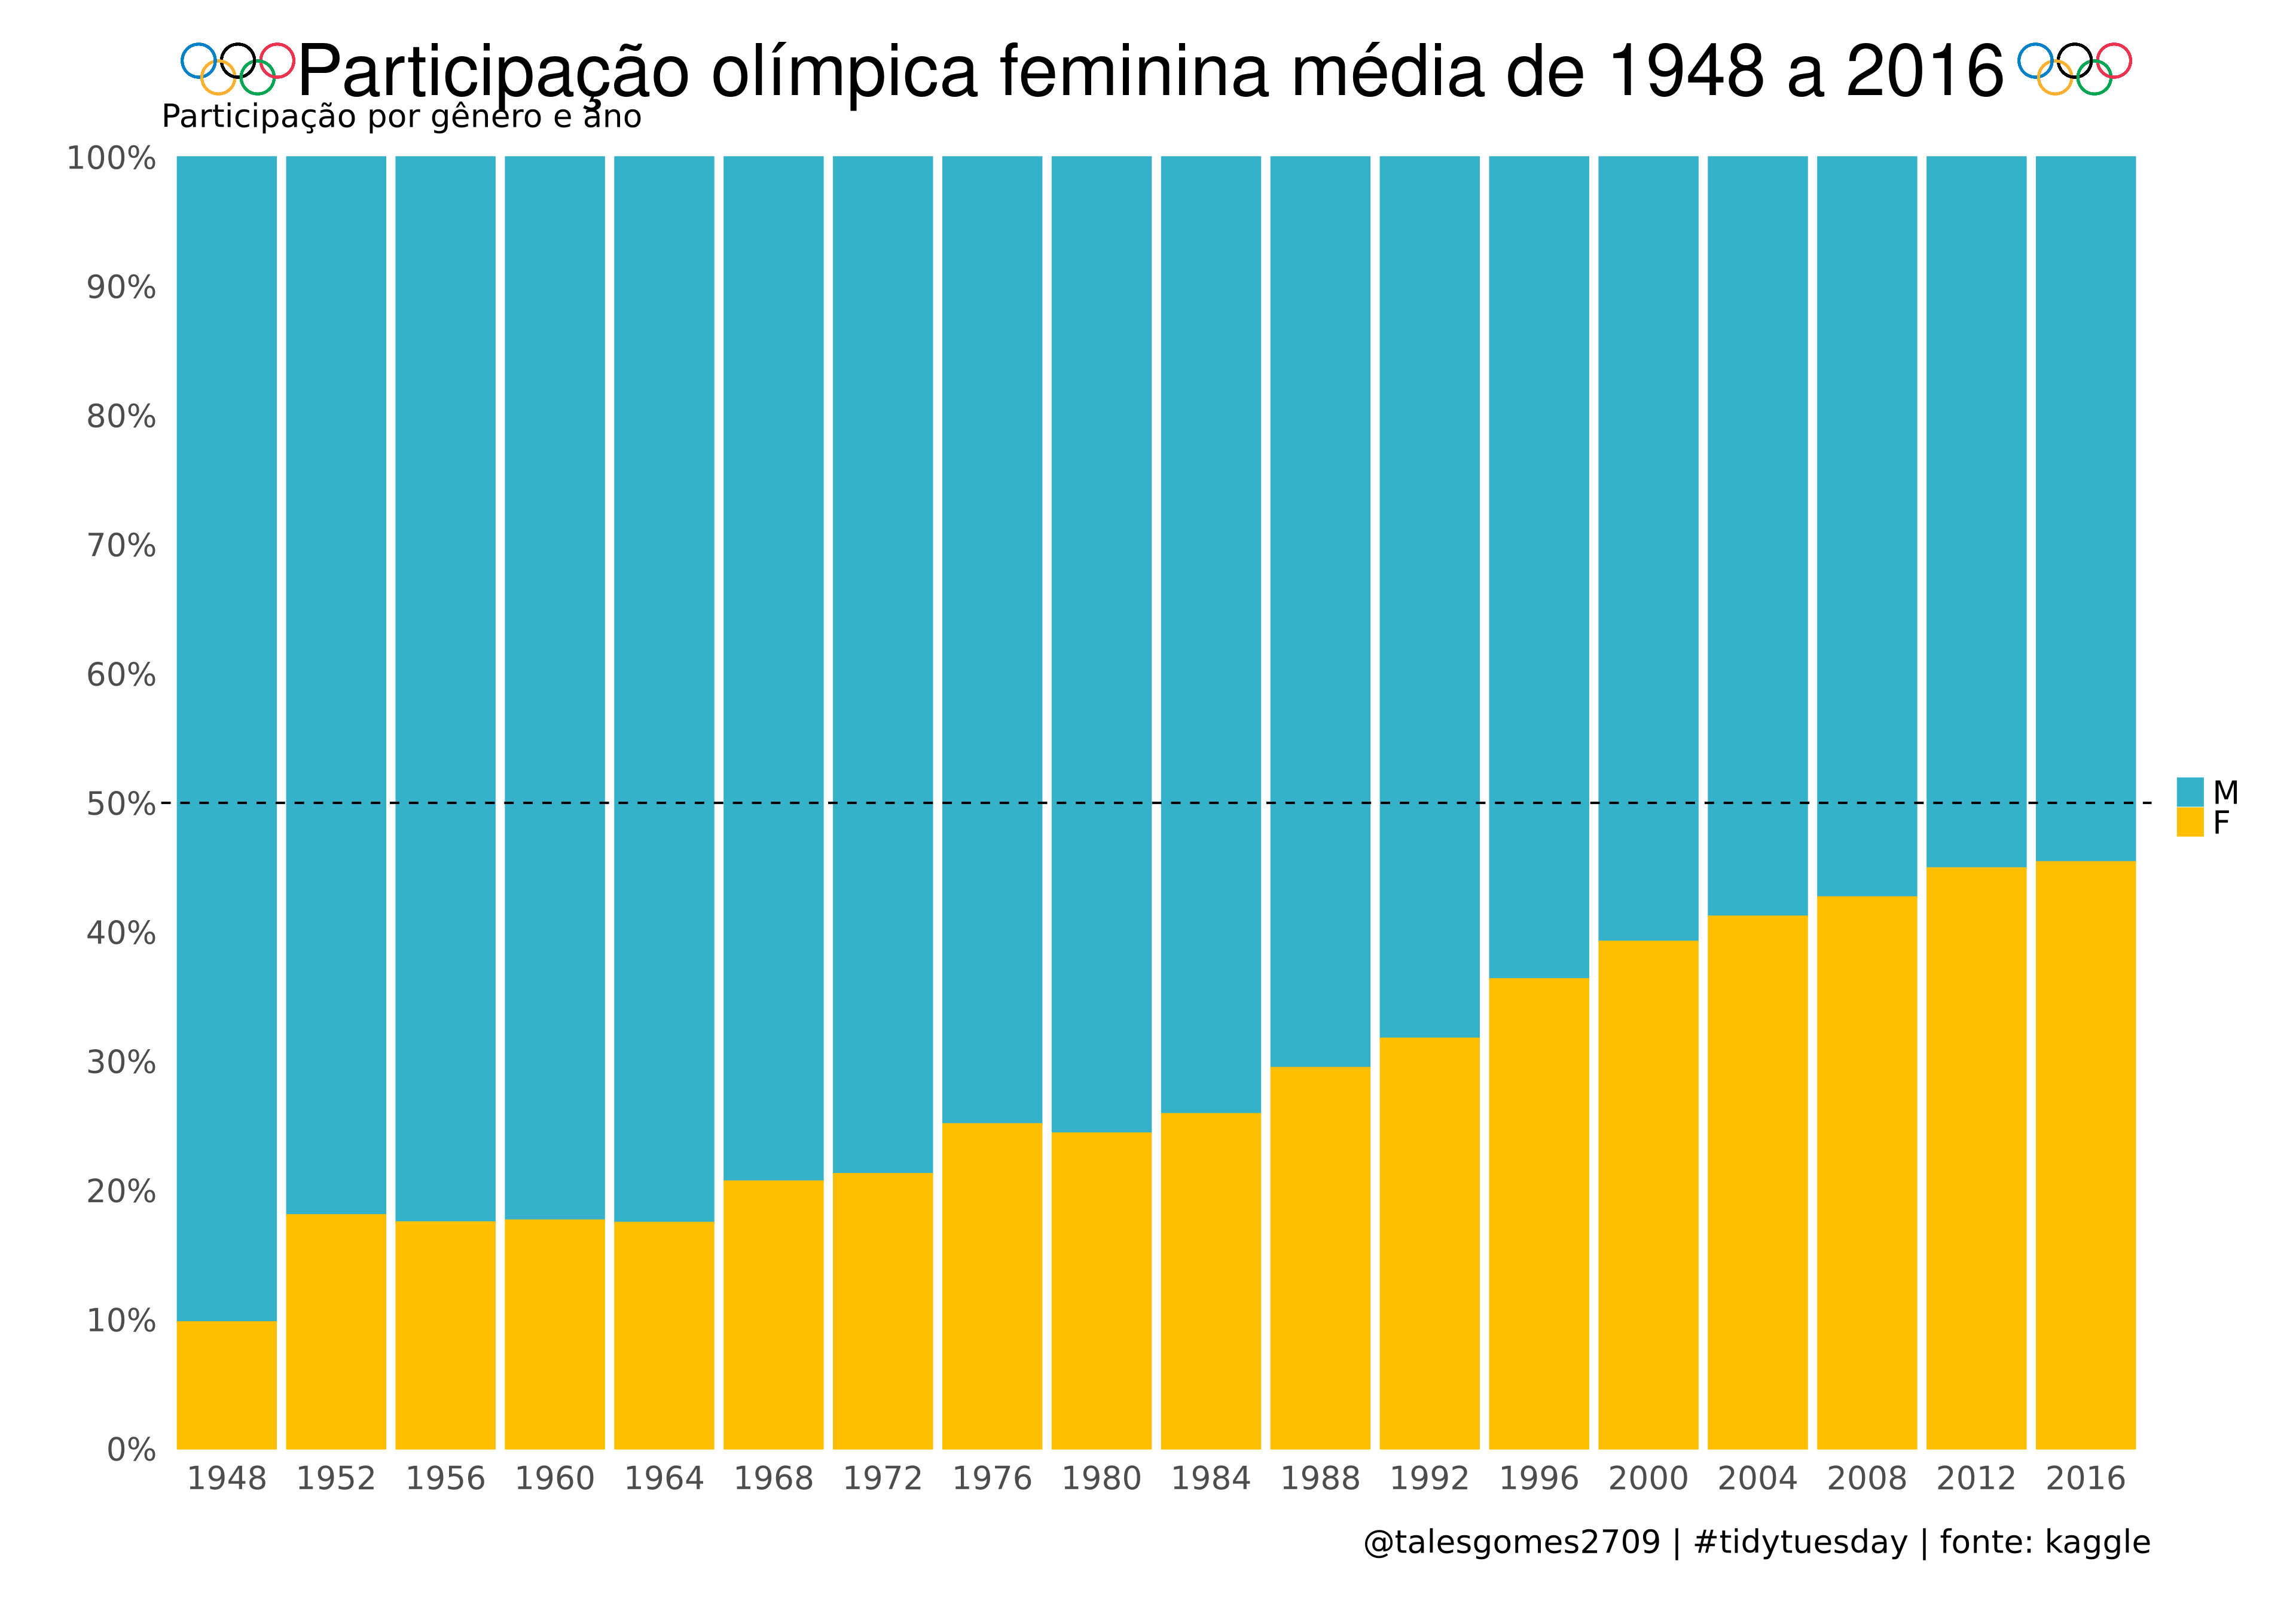 Participação olímpica feminina média de 1948 a 2016
Participação por gênero e ano
100%
90%
80%
70%
60%
50%
40%
30%
20%
10%
0%
M
F
1948 1952 1956 1960 1964 1968 1972 1976 1980 1984 1988 1992 1996 2000 2004 2008 2012 2016
@talesgomes2709 | #tidytuesday | fonte: kaggle